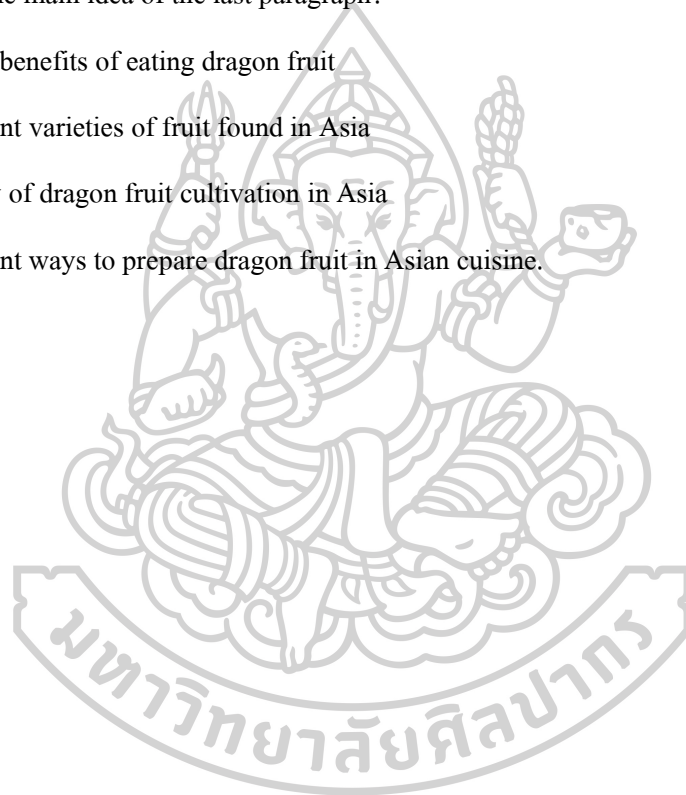 e main idea of the last paragraph?
benefits of eating dragon fruit
nt varieties of fruit found in Asia
y of dragon fruit cultivation in Asia
nt ways to prepare dragon fruit in Asian cuisine.
มหาวิทยาลัยศิลปากร